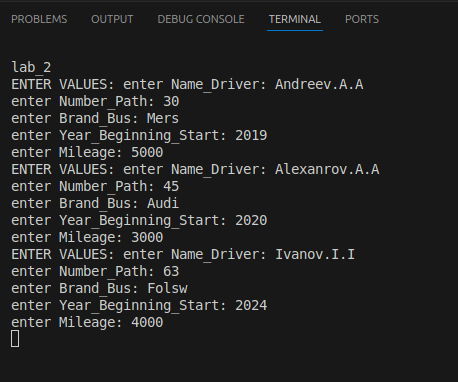 PROBLEMS OUTPUT DEBUG CONSOLE TERMINAL PORTS
lab_2
ENTER VALUES: enter Name_Driver: Andreev.A.A
enter Number_Path: 30
enter Brand_Bus: Mers
enter Year_Beginning_Start: 2019
enter Mileage: 5000
ENTER VALUES: enter Name_Driver: Alexanrov.A.A
enter Number_Path: 45
enter Brand_Bus: Audi
enter Year_Beginning_Start: 2020
enter Mileage: 3000
ENTER VALUES: enter Name_Driver: Ivanov.I.I
enter Number_Path: 63
enter Brand_Bus: Folsw
enter Year_Beginning_Start: 2024
enter Mileage: 4000